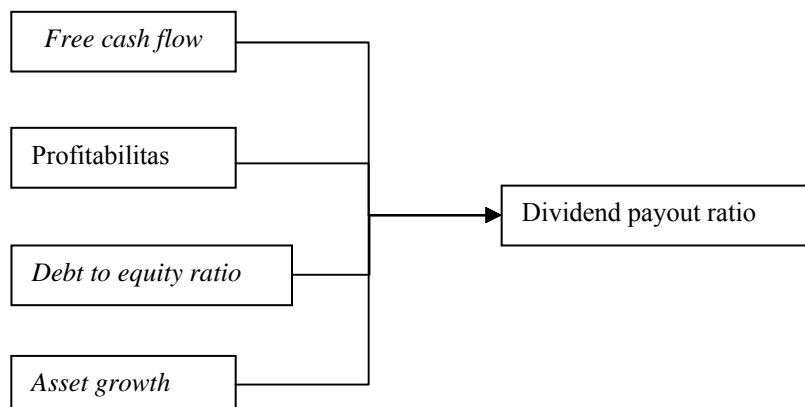 Free cash flow
Profitabilitas
Dividend payout ratio
Debt to equity ratio
Asset growth